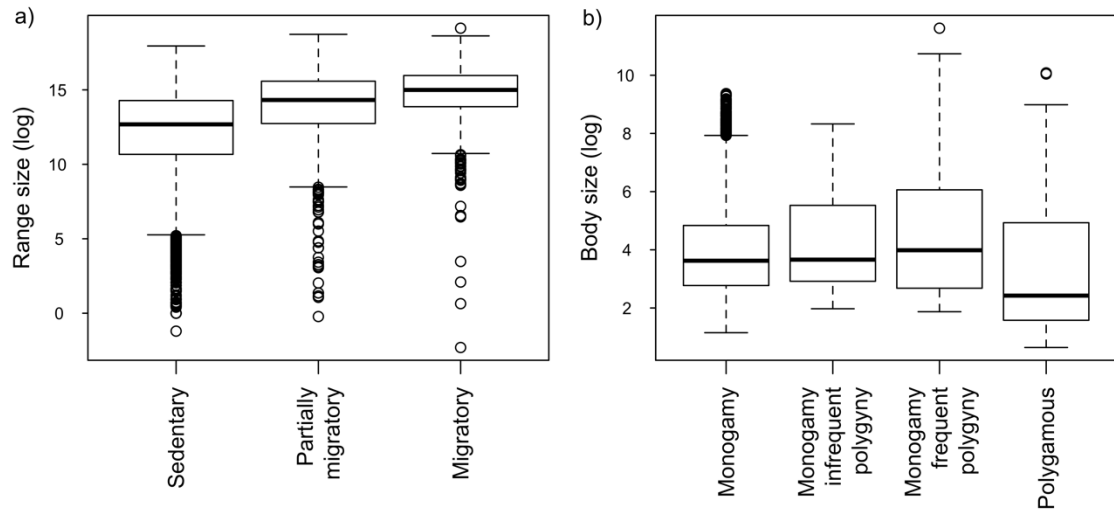 a)
Range size (log)
15
10
5
0
Sedentary
Partially
migratory
Migratory
b)
Body size (log)
10
8
6
4
2
Monogamy
Monogamy
infrequent
polygyny
Monogamy
frequent
polygyny
Polygamous